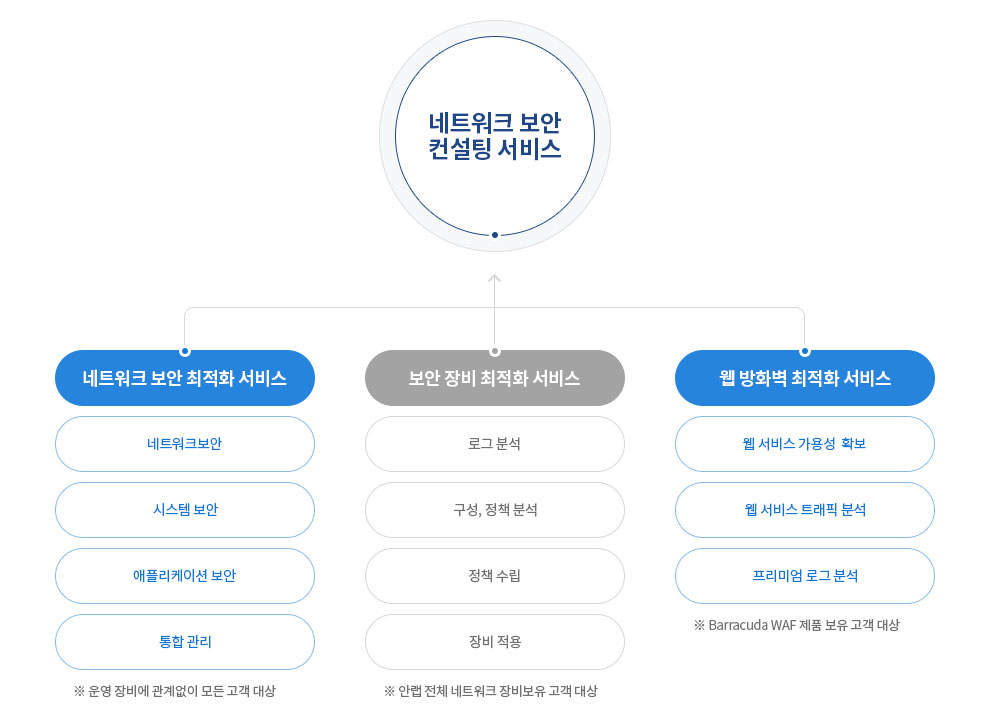 네트워크 보안
컨설팅 서비스
네트워크 보안 최적화 서비스
네트워크보안
시스템 보안
애플리케이션 보안
통합 관리
※ 운영 장비에 관계없이 모든 고객 대상
보안 장비 최적화 서비스
로그 분석
구성, 정책 분석
정책 수립
장비 적용
※ 안랩 전체 네트워크 장비보유 고객 대상
웹 방화벽 최적화 서비스
웹 서비스 가용성 확보
웹 서비스 트래픽 분석
프리미엄 로그 분석
※ Barracuda WAF 제품 보유 고객 대상